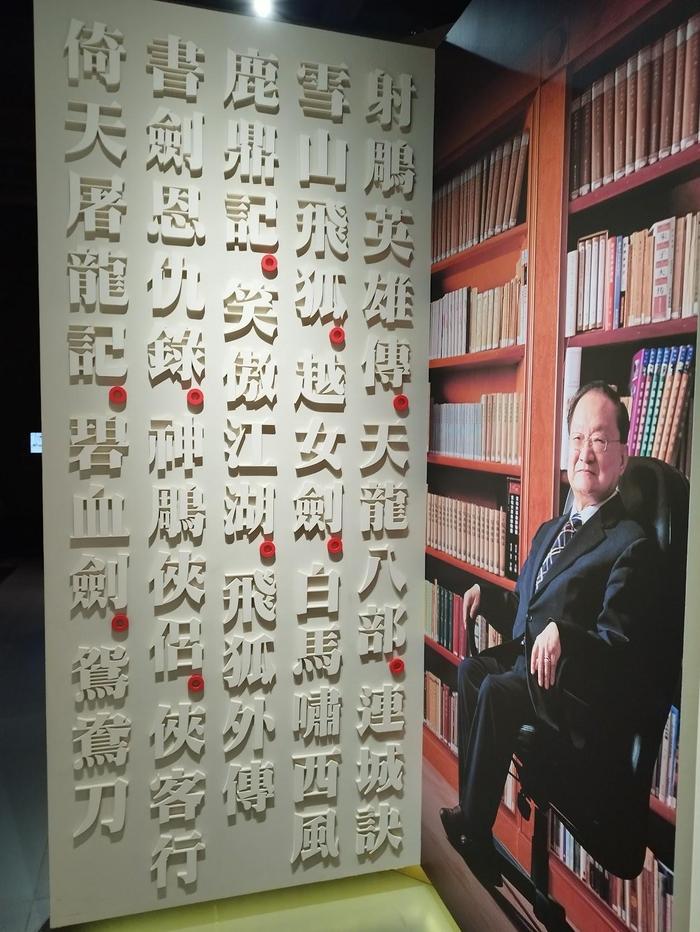 射鵰英雄傳。天龍八部。連城訣
雪山飛狐。越女劍。白馬嘯西風
鹿鼎記。笑傲江湖。飛狐外傳
書劍恩仇錄。神鵰俠侶。俠客行
倚天屠龍記。碧血劍。鴛鴦刀